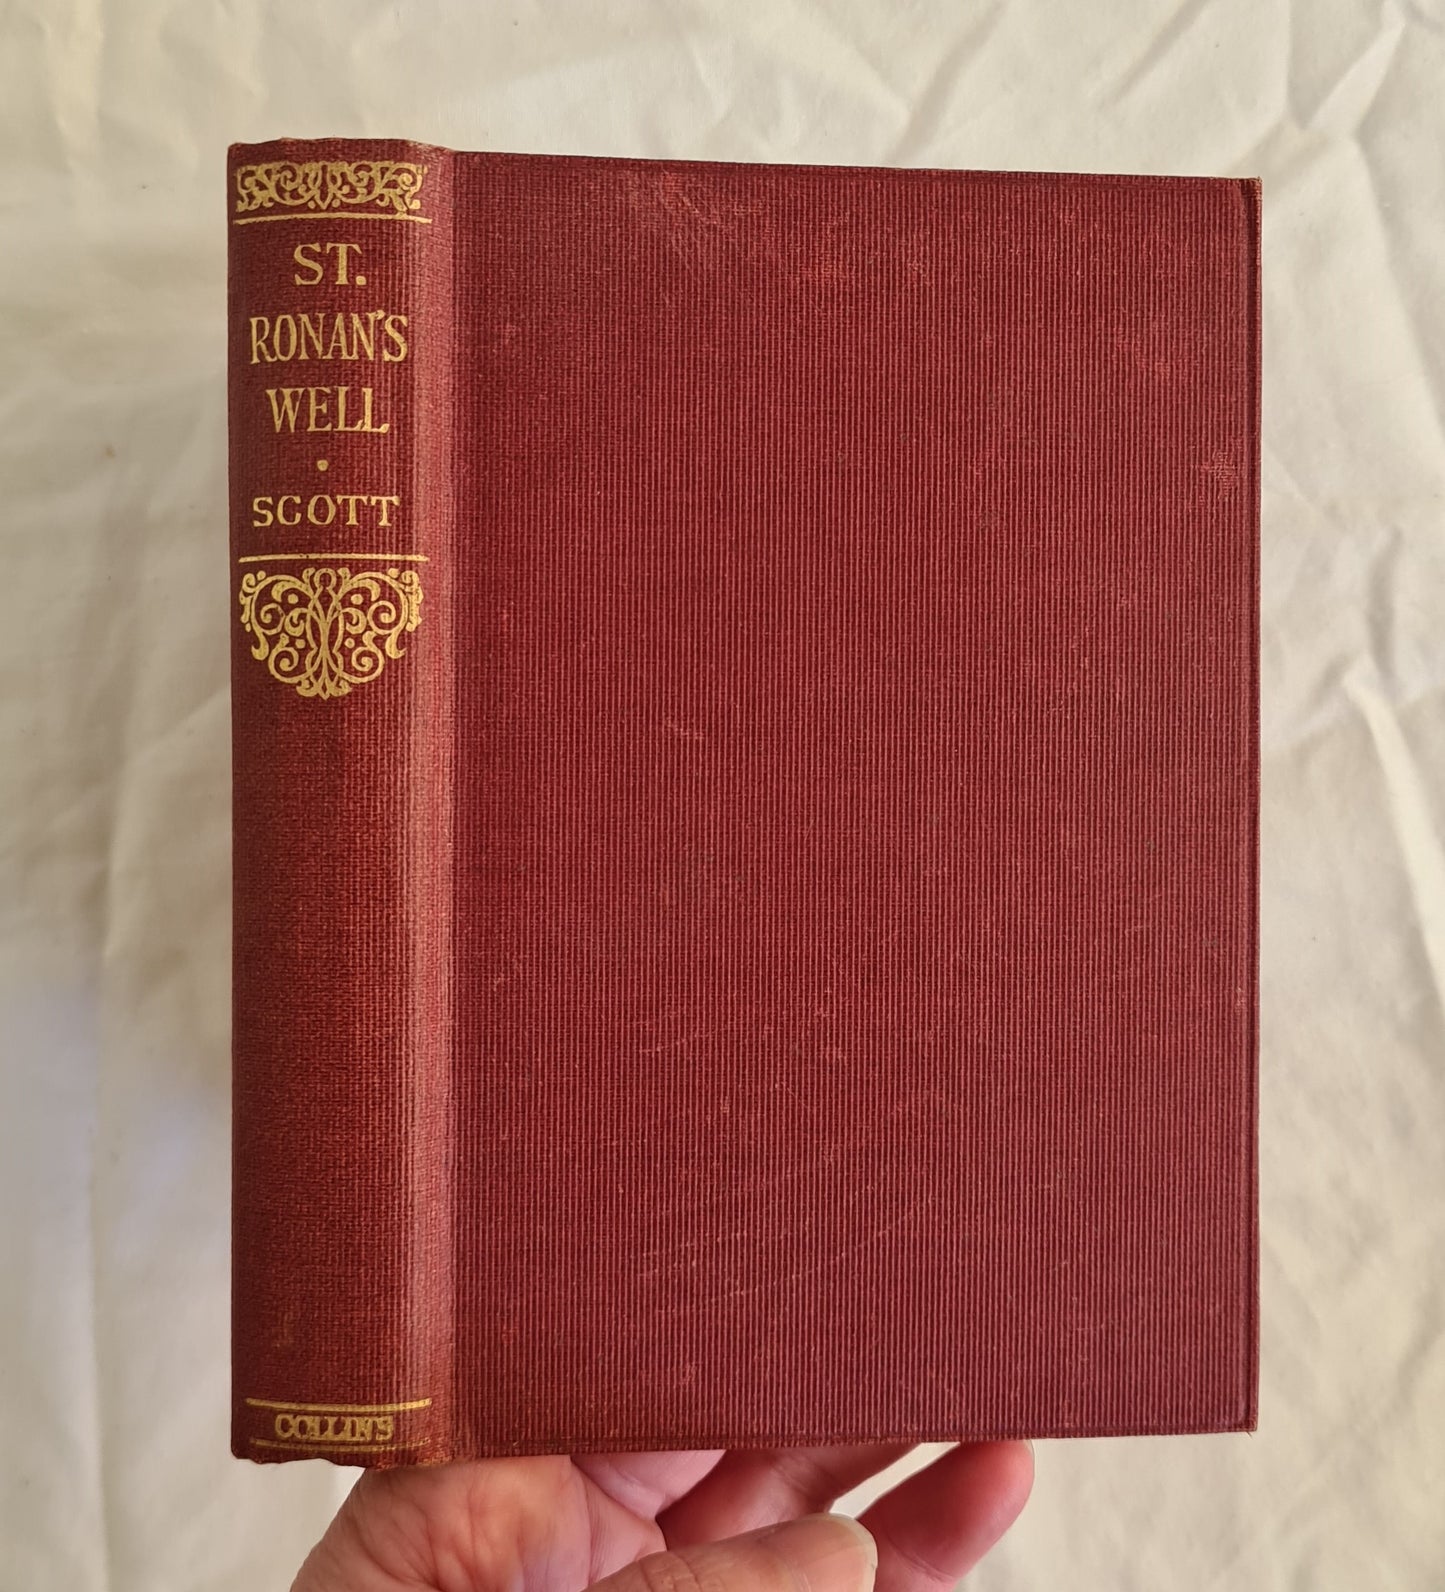 ST.
RONAN'S
WELL
·
SCOTT
COLLINS